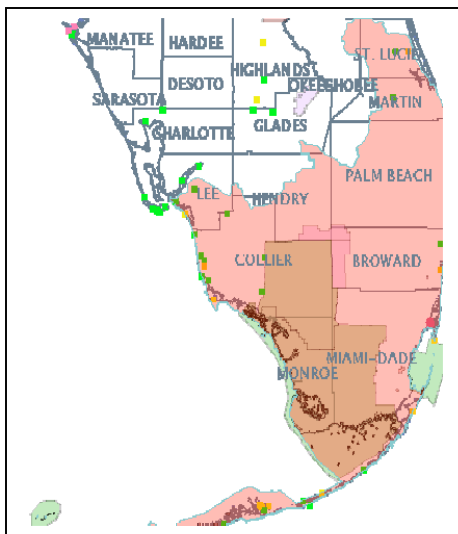 MANATEE
HARDEE
ST. LUCIE
HIGHLANDS
DESOTO
OKEECHOBEE
SARASOTA
MARTIN
CHARLOTTE
GLADES
PALM BEACH
LEE
HENDRY
COLLIER
BROWARD
MIAMI-DADE
MONROE